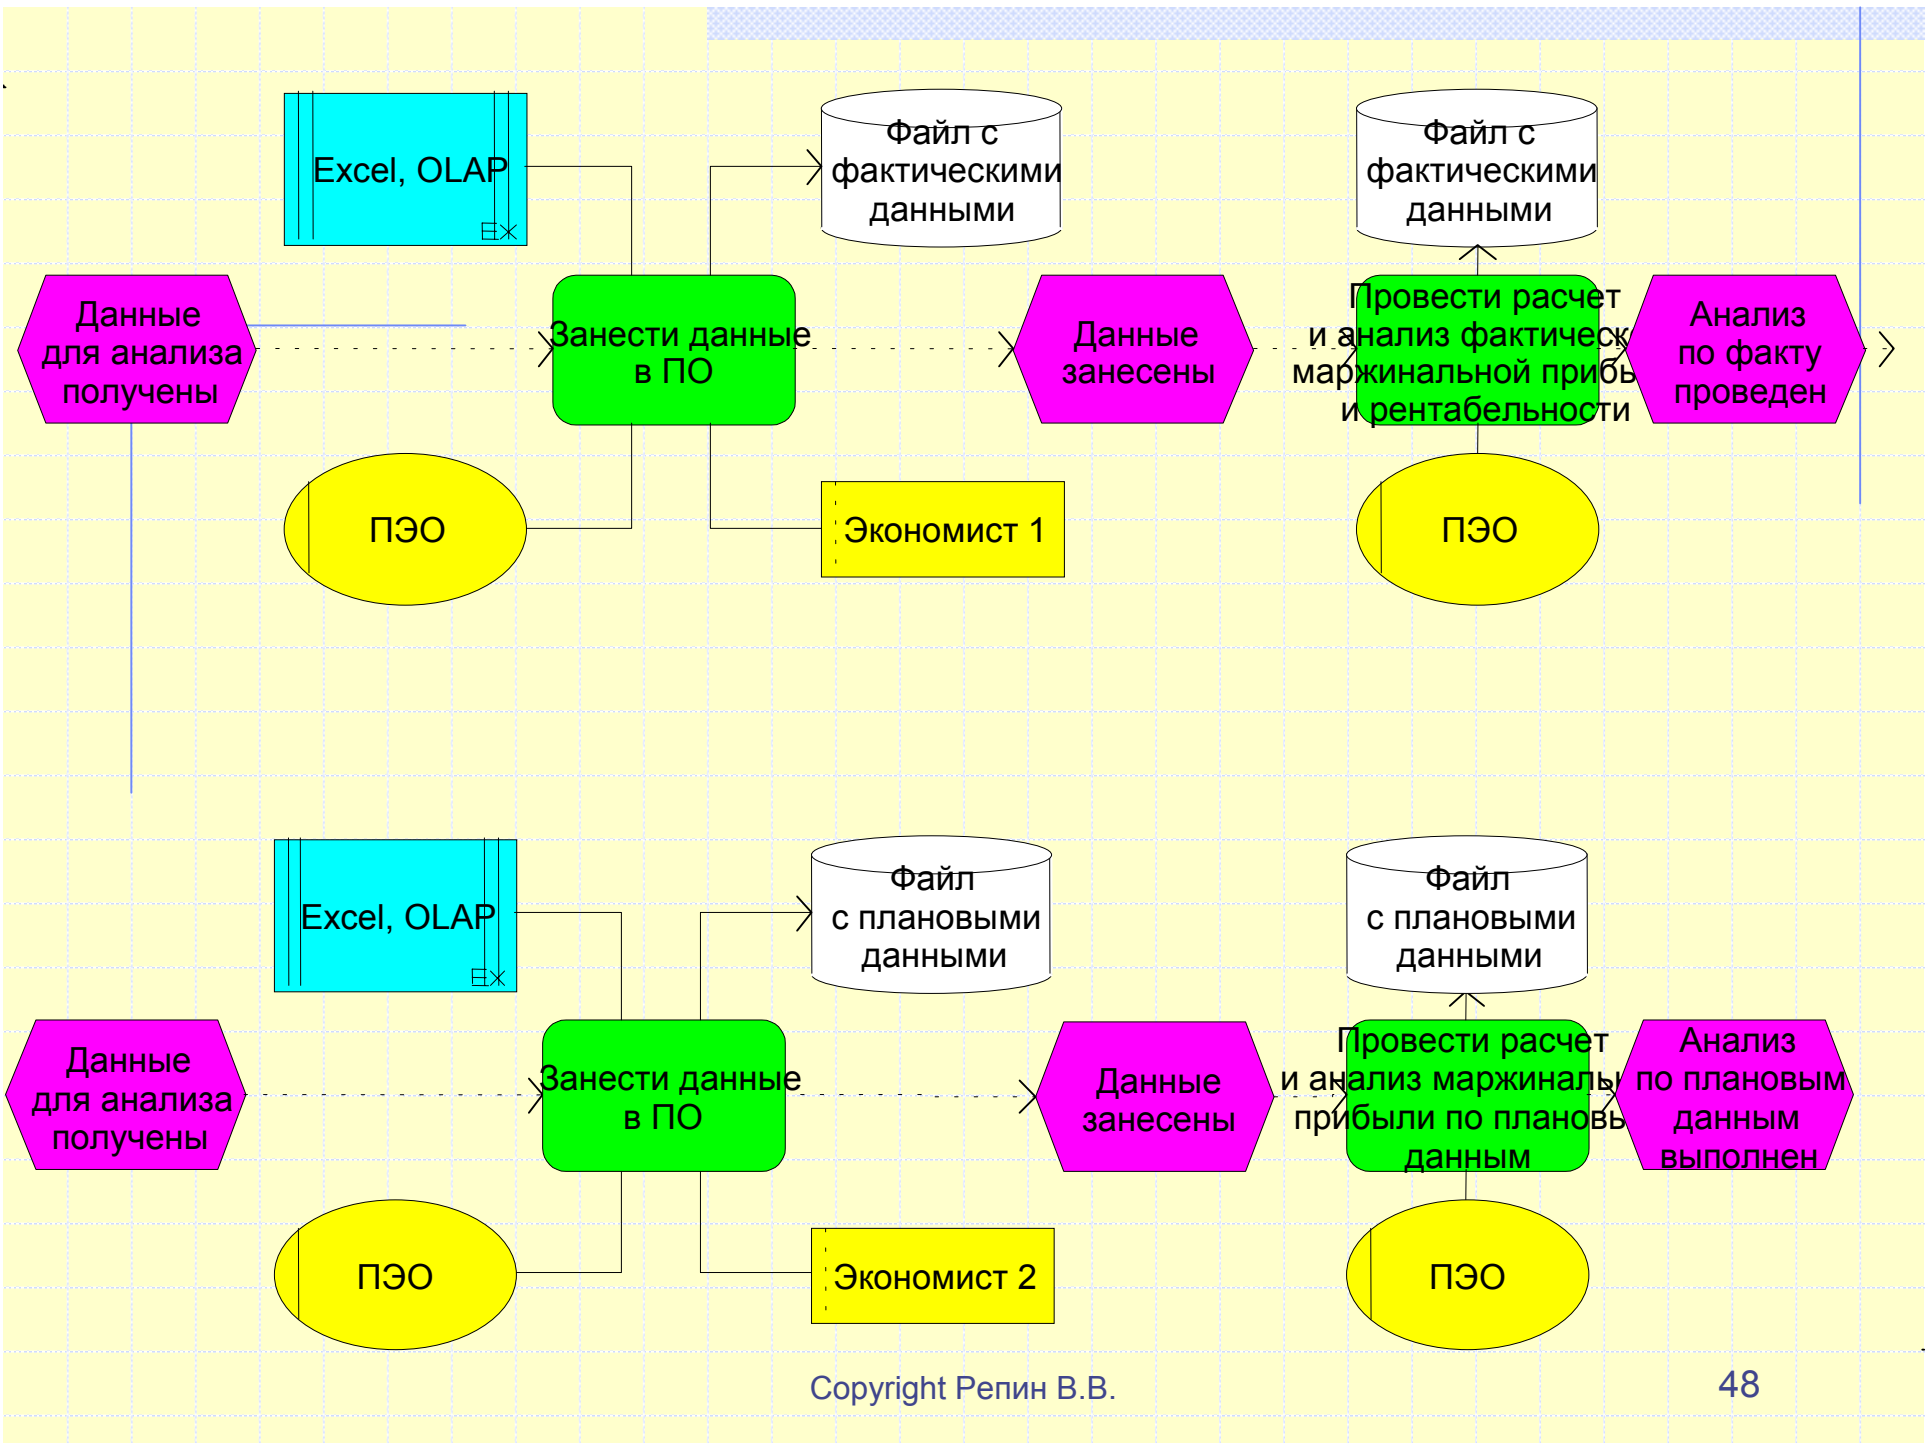 Excel, OLAP
EX
Файл с
фактическими
данными
Файл с
фактическими
данными
Данные
для анализа
получены
Занести данные
в ПО
Данные
занесены
Провести расчет
и анализ фактическ
маржинальной прибы
и рентабельности
Анализ
по факту
проведен
ПЭО
Экономист 1
ПЭО
Excel, OLAP
EX
Файл
с плановыми
данными
Файл
с плановыми
данными
Данные
для анализа
получены
Занести данные
в ПО
Данные
занесены
Провести расчет
и анализ маржиналь
прибыли по плановы
данным
Анализ
по плановым
данным
выполнен
ПЭО
Экономист 2
ПЭО
Copyright Репин В.В.
48